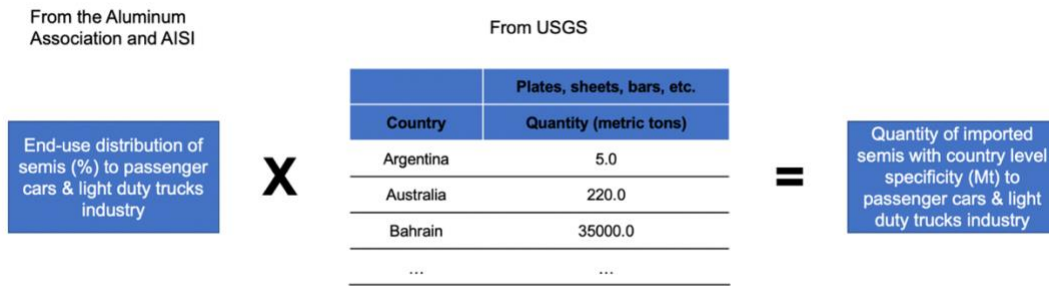 From the Aluminum
Association and AISI
From USGS
Plates, sheets, bars, etc.
Country Quantity (metric tons)
Argentina 5.0
Australia 220.0
Bahrain 35000.0
... ...
End-use distribution of
semis (%) to passenger
cars & light duty trucks
industry
X
=
Quantity of imported
semis with country level
specificity (Mt) to
passenger cars & light
duty trucks industry